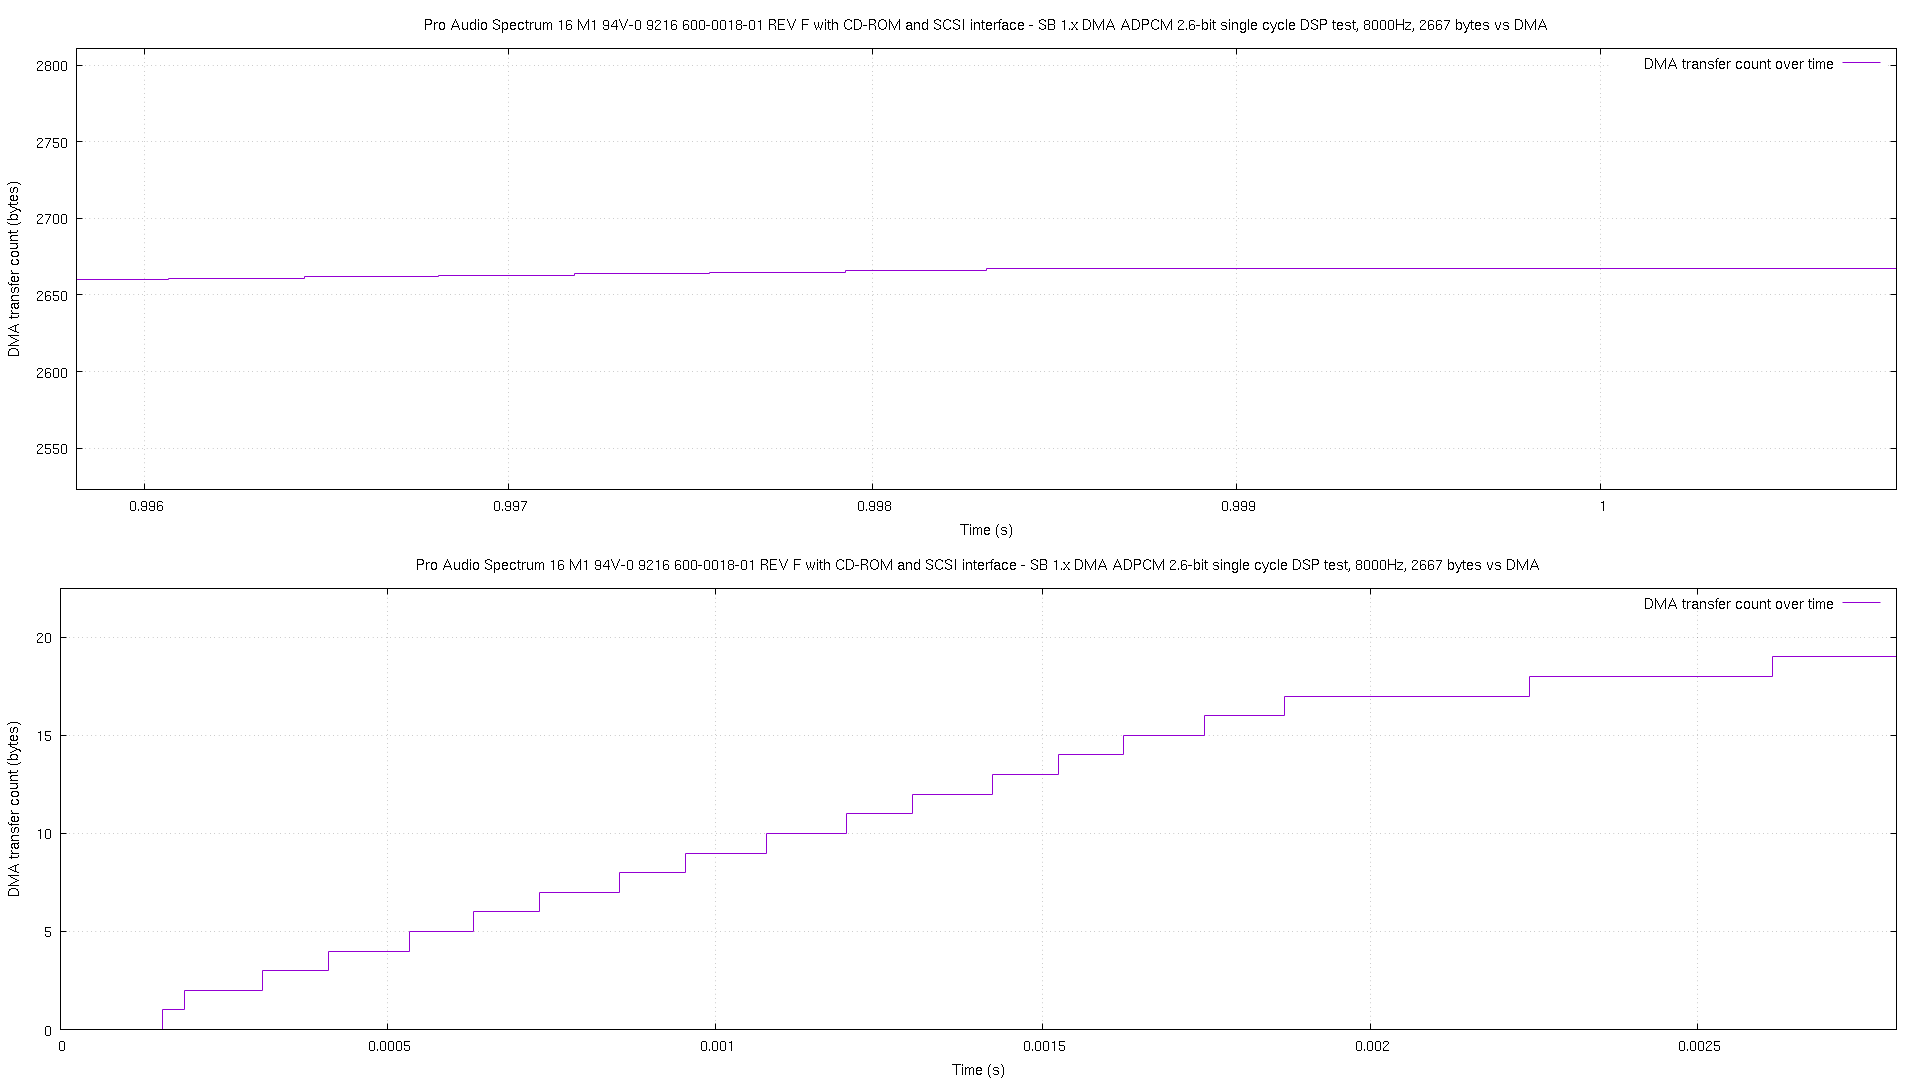 Pro Audio Spectrum 16 M1 94V-0 9216 600-0018-01 REV F with CD-ROM and SCSI interface - SB 1.x DMA ADPCM 2.6-bit single cycle DSP test, 8000Hz, 2667 bytes vs DMA
DMA transfer count over time
2800
2750
2700
2650
2600
2550
DMA transfer count (bytes)
0.996 0.997 0.998 0.999 1
Time (s)
Pro Audio Spectrum 16 M1 94V-0 9216 600-0018-01 REV F with CD-ROM and SCSI interface - SB 1.x DMA ADPCM 2.6-bit single cycle DSP test, 8000Hz, 2667 bytes vs DMA
DMA transfer count over time
20
15
10
5
0
DMA transfer count (bytes)
0 0.0005 0.001 0.0015 0.002 0.0025
Time (s)